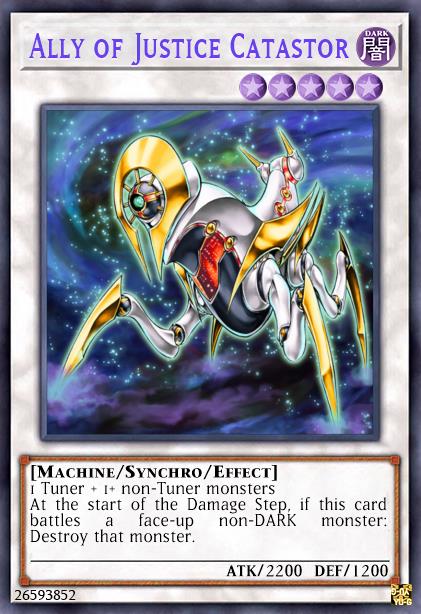 Ally of Justice Catastor
DARK
闇
[Machine/Synchro/Effect]
1 Tuner + 1+ non-Tuner monsters
At the start of the Damage Step, if this card
battles a face-up non-DARK monster:
Destroy that monster.
ATK/2200 DEF/1200
26593852